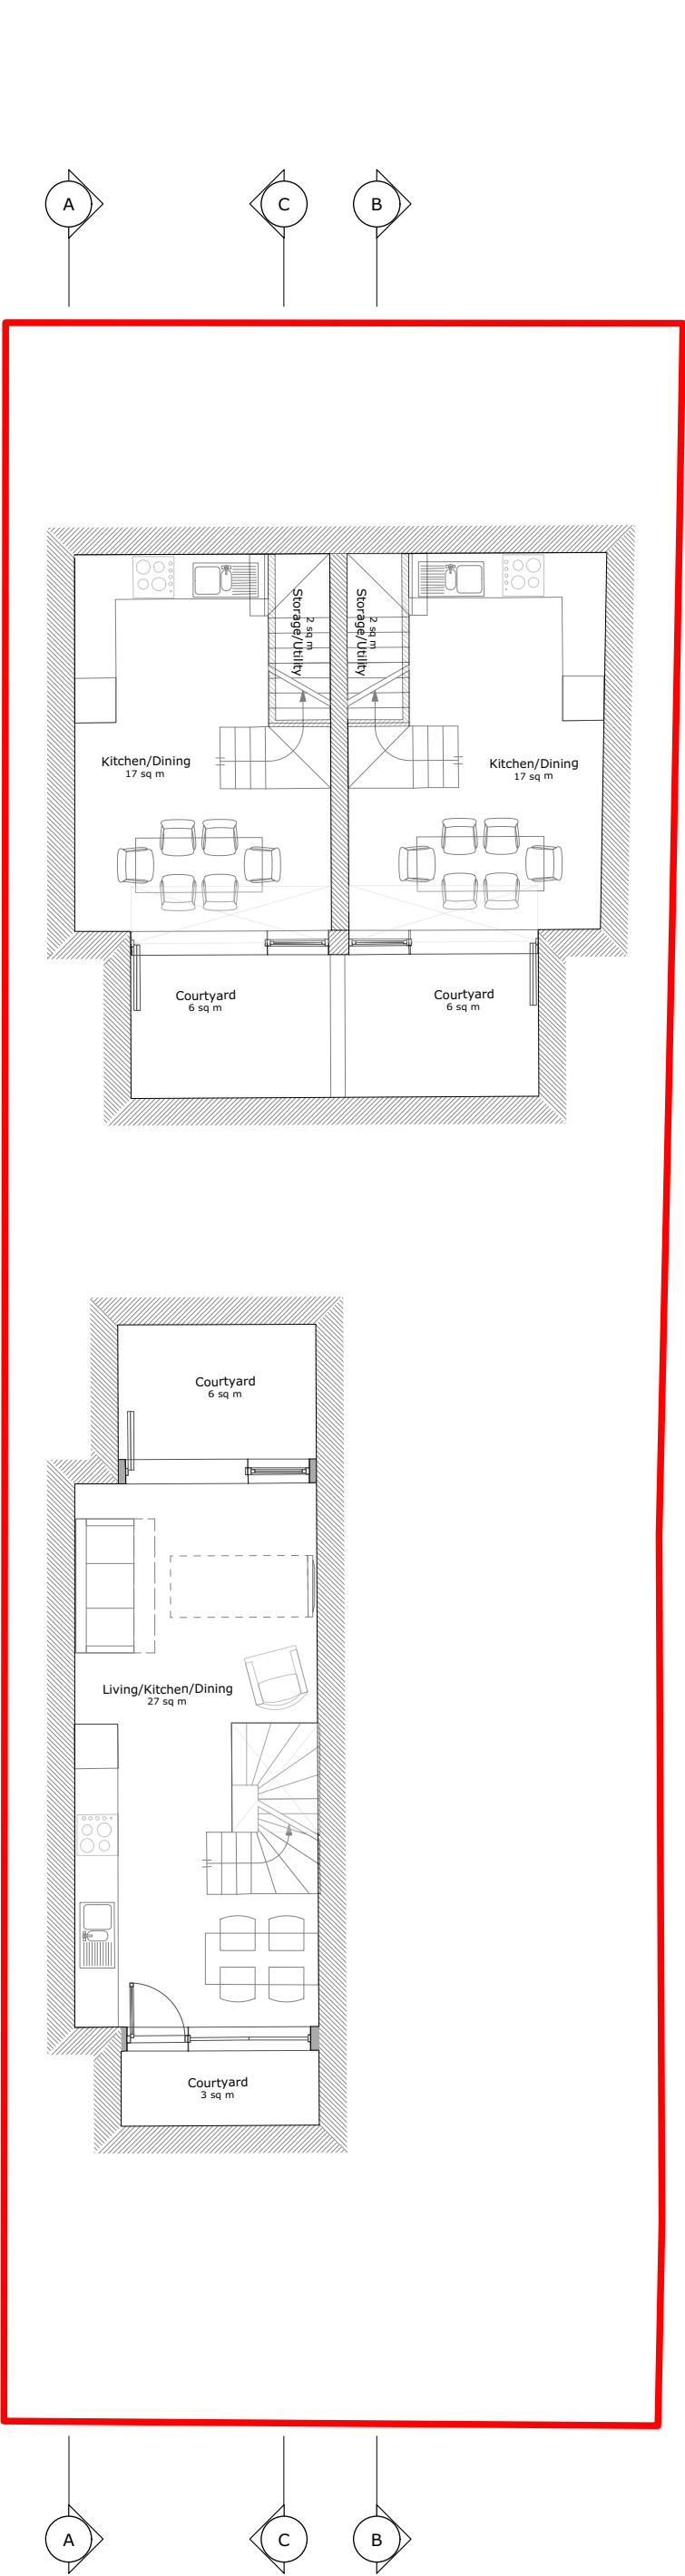 A
C
B
Storage/Utility
2 sq m
Storage/Utility
2 sq m
Kitchen/Dining
17 sq m
Kitchen/Dining
17 sq m
Courtyard
6 sq m
Courtyard
6 sq m
Courtyard
6 sq m
Living/Kitchen/Dining
27 sq m
Courtyard
3 sq m
A
C
B